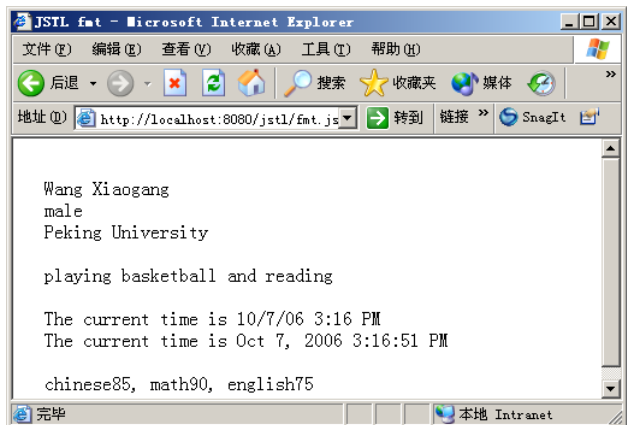 JSTL fmt - Microsoft Internet Explorer
文件(F) 编辑(E) 查看(V) 收藏(A) 工具(T) 帮助(H)
后退 搜索 收藏夹 媒体 »
地址(D) http://localhost:8080/jstl/fmt.js 转到 链接 » SnagIt
Wang Xiaogang
male
Peking University
playing basketball and reading
The current time is 10/7/06 3:16 PM
The current time is Oct 7, 2006 3:16:51 PM
chinese85, math90, english75
完毕 本地 Intranet